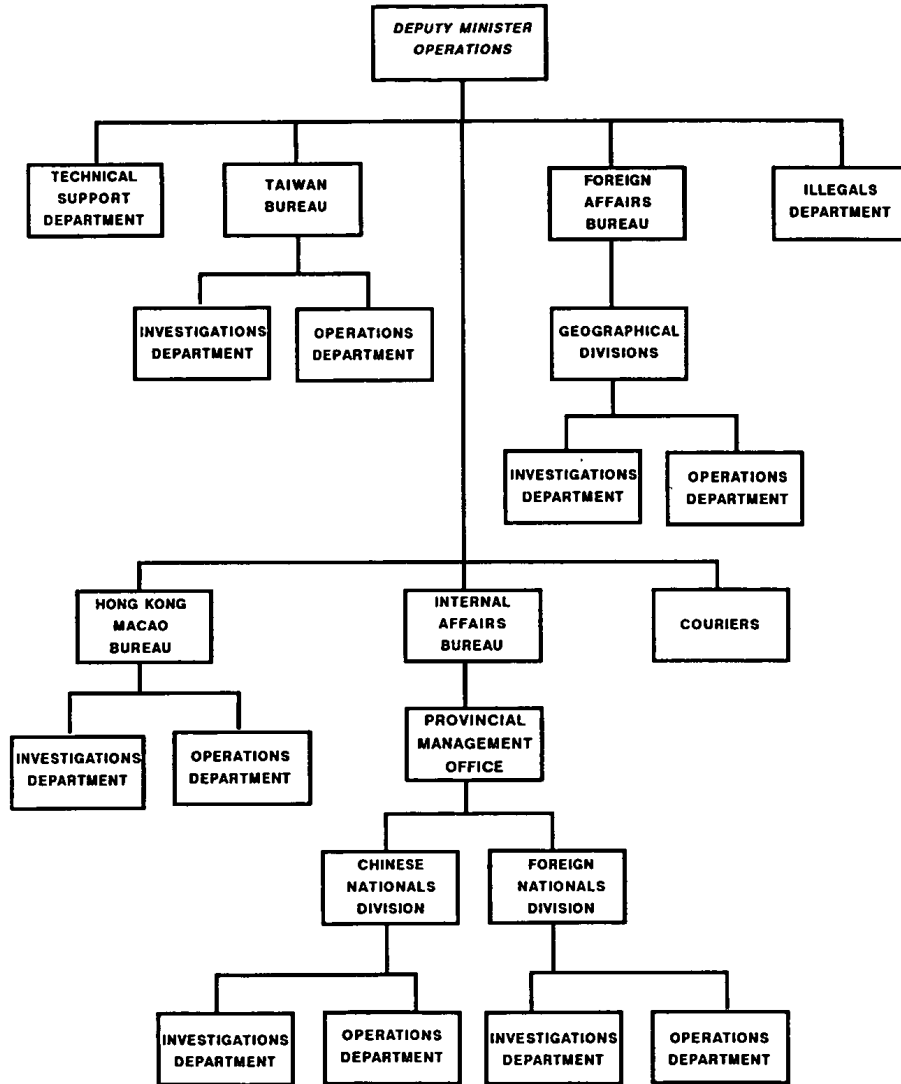 DEPUTY MINISTER
OPERATIONS
TECHNICAL
SUPPORT
DEPARTMENT
TAIWAN
BUREAU
FOREIGN
AFFAIRS
BUREAU
ILLEGALS
DEPARTMENT
INVESTIGATIONS
DEPARTMENT
OPERATIONS
DEPARTMENT
GEOGRAPHICAL
DIVISIONS
INVESTIGATIONS
DEPARTMENT
OPERATIONS
DEPARTMENT
HONG KONG
MACAO
BUREAU
INTERNAL
AFFAIRS
BUREAU
COURIERS
INVESTIGATIONS
DEPARTMENT
OPERATIONS
DEPARTMENT
PROVINCIAL
MANAGEMENT
OFFICE
CHINESE
NATIONALS
DIVISION
FOREIGN
NATIONALS
DIVISION
INVESTIGATIONS
DEPARTMENT
OPERATIONS
DEPARTMENT
INVESTIGATIONS
DEPARTMENT
OPERATIONS
DEPARTMENT